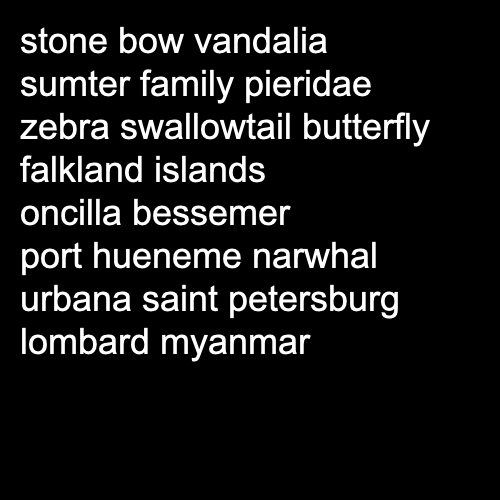 stone bow vandalia
sumter family pieridae
zebra swallowtail butterfly
falkland islands
oncilla bessemer
port hueneme narwhal
urbana saint petersburg
lombard myanmar